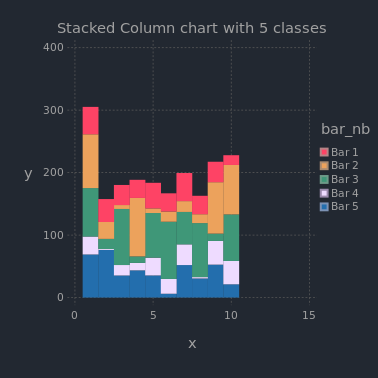 Stacked Column chart with 5 classes
400
300
200
100
0
0
5
10
15
x
y
bar_nb
Bar 1
Bar 2
Bar 3
Bar 4
Bar 5